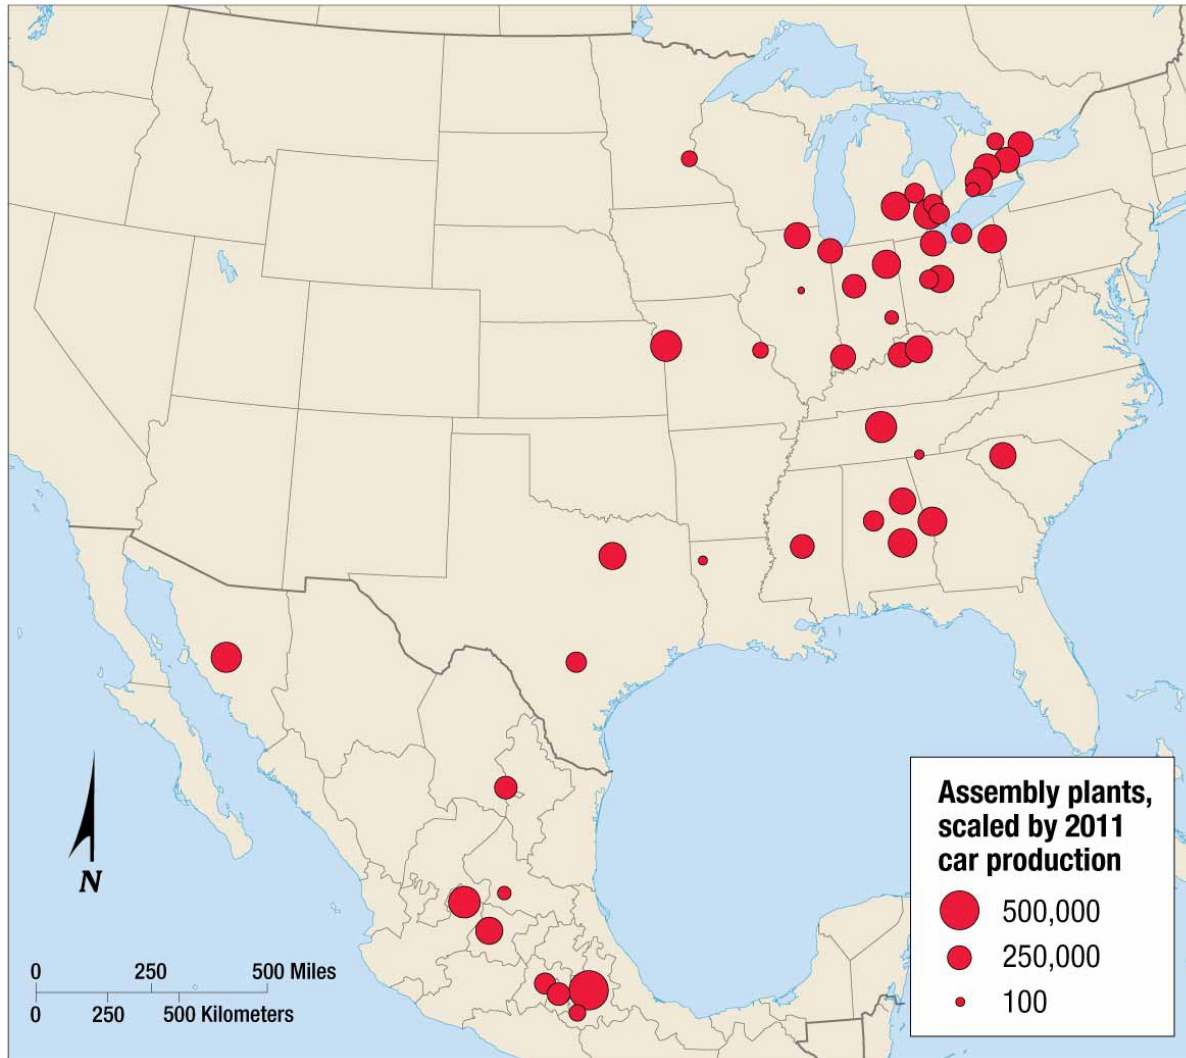 N
0 250 500 Miles
0 250 500 Kilometers
Assembly plants,
scaled by 2011
car production
500,000
250,000
100